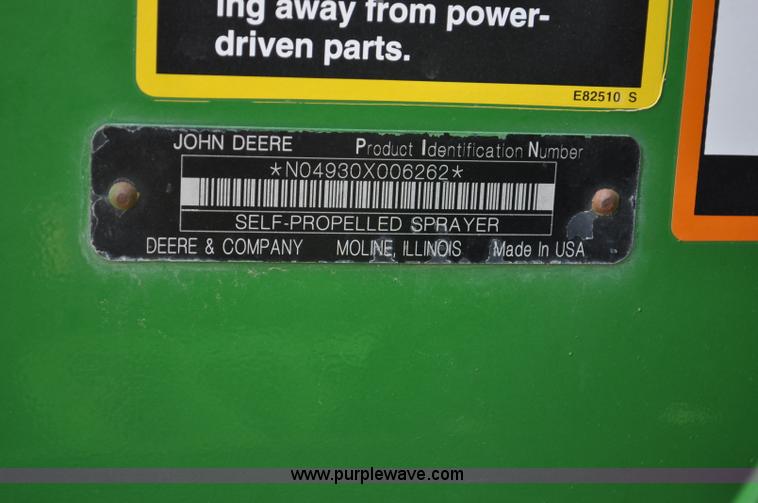 ing away from power-
driven parts.
E82510 S
JOHN DEERE Product Identification Number
*N04930X006262*
SELF-PROPELLED SPRAYER
DEERE & COMPANY MOLINE, ILLINOIS Made In USA
www.purplewave.com